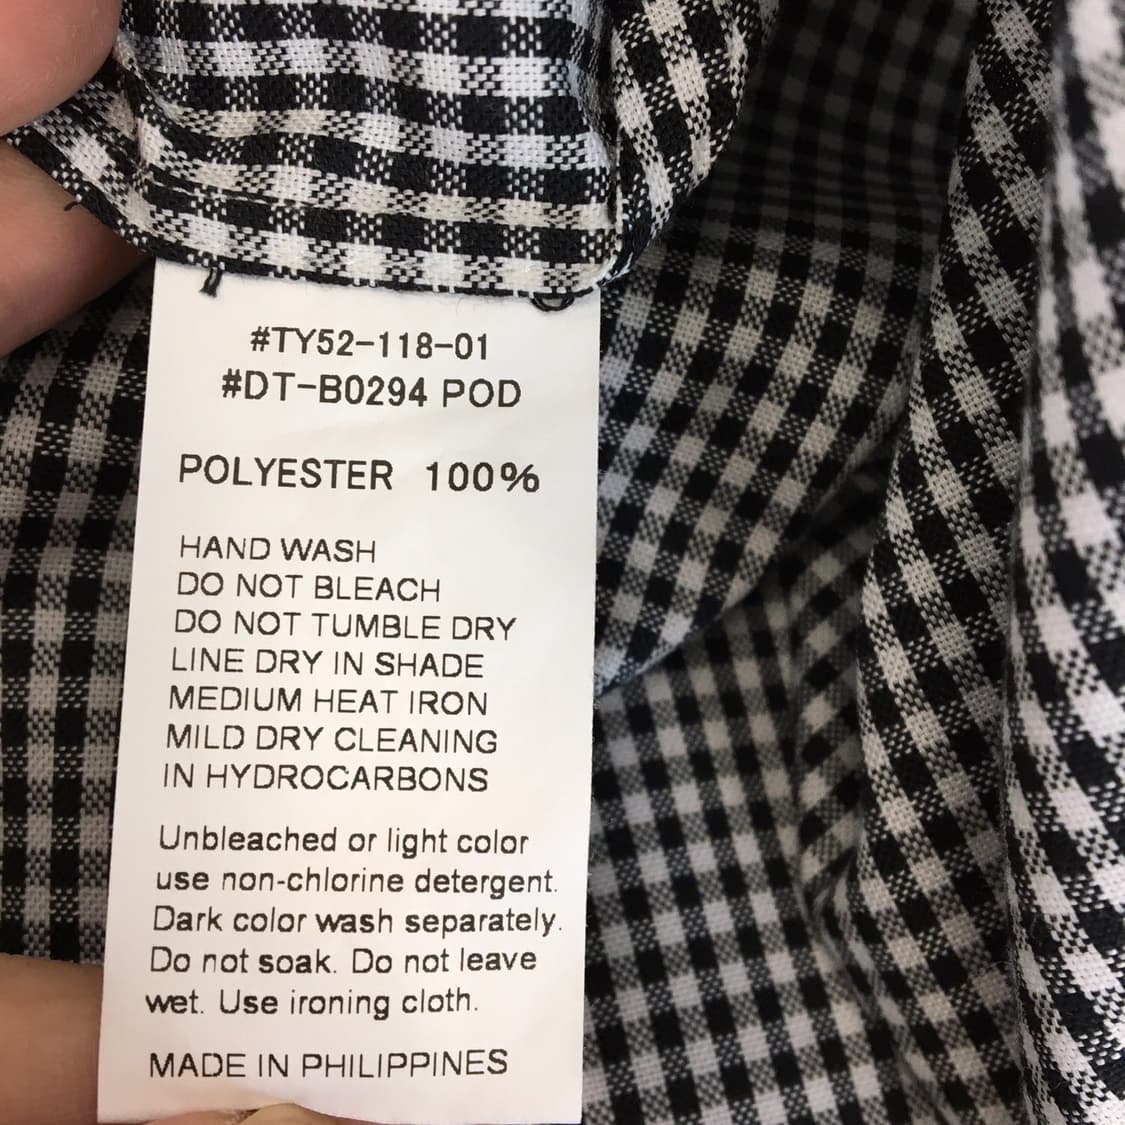 #TY52-118-01
#DT-B0294 POD
POLYESTER 100%
HAND WASH
DO NOT BLEACH
DO NOT TUMBLE DRY
LINE DRY IN SHADE
MEDIUM HEAT IRON
MILD DRY CLEANING
IN HYDROCARBONS
Unbleached or light color
use non-chlorine detergent.
Dark color wash separately.
Do not soak. Do not leave
wet. Use ironing cloth.
MADE IN PHILIPPINES